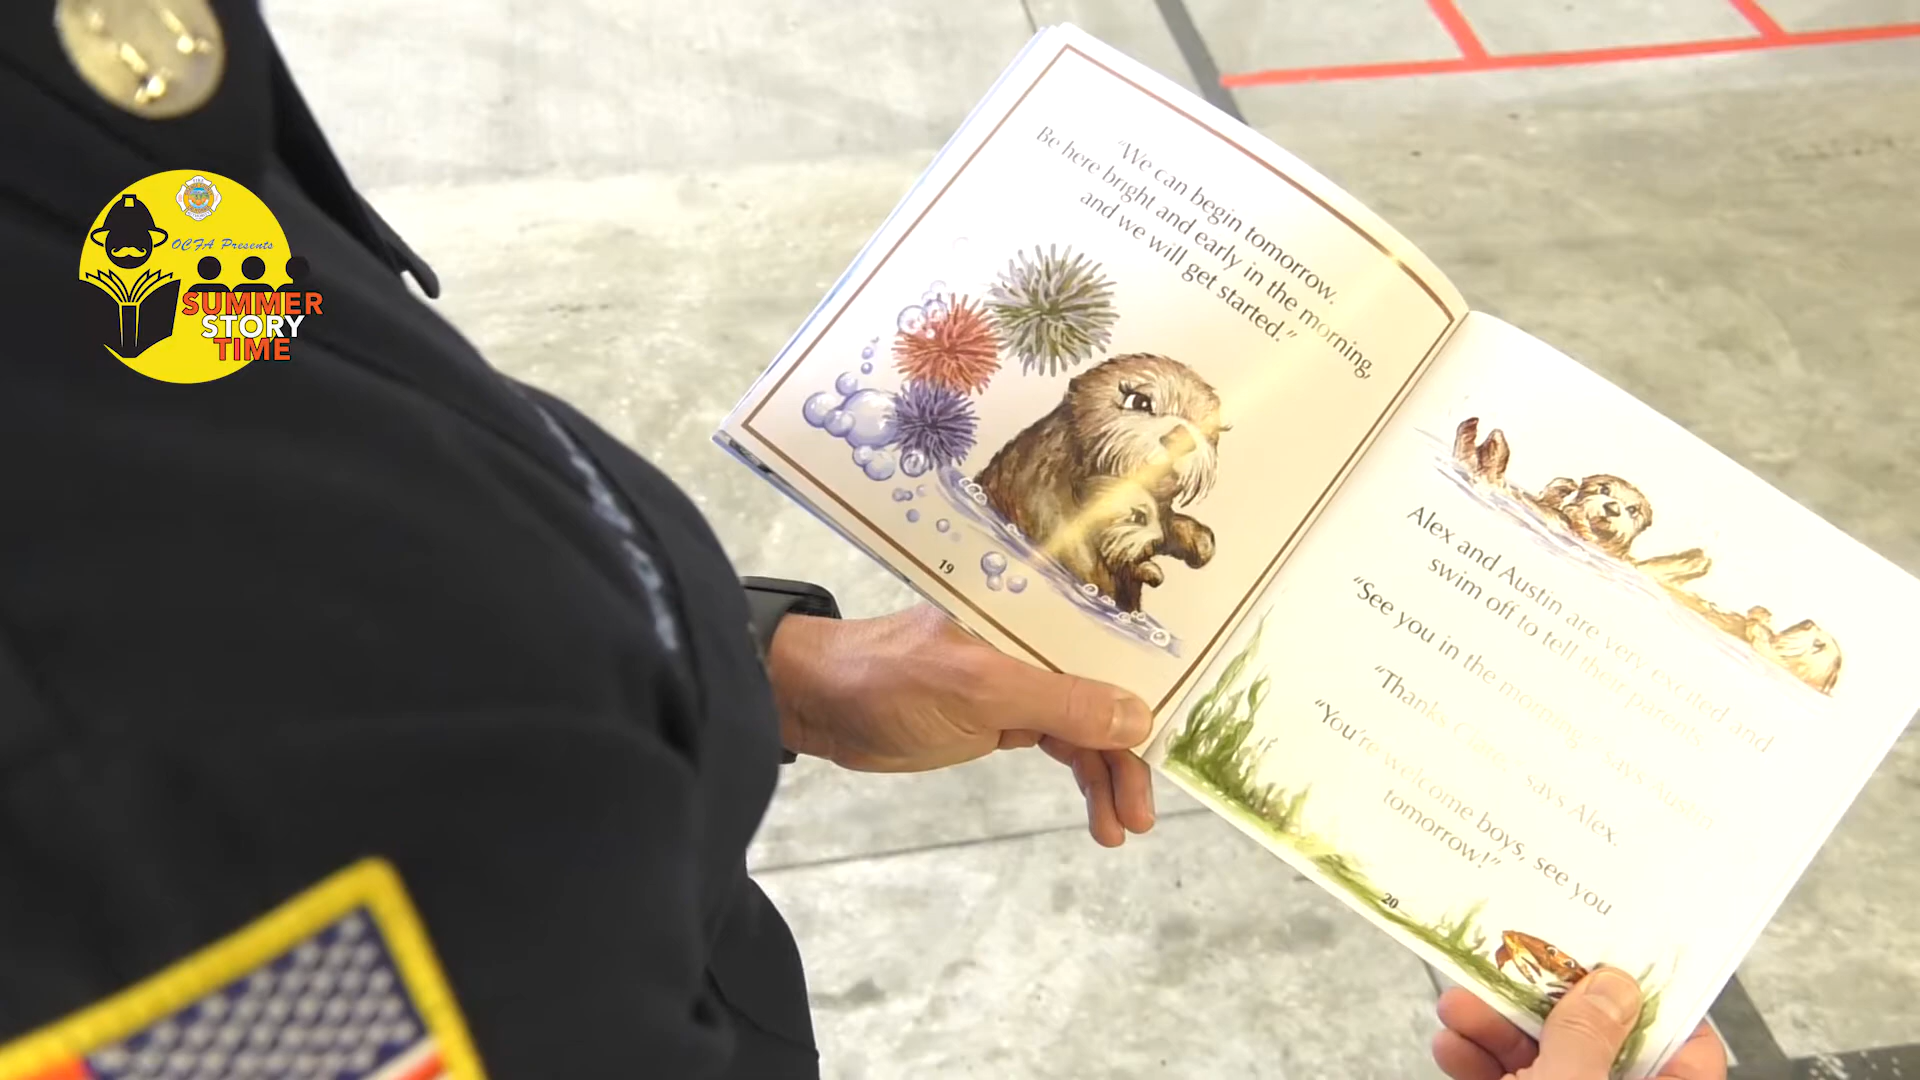 OCFA Presents
SUMMER
STORY
TIME
"We can begin tomorrow.
Be here bright and early in the morning,
and we will get started."
19
Alex and Austin are very excited and
swim off to tell their parents.
"See you in the morning," says Austin.
"Thanks says Alex.
"You're welcome boys, see you
tomorrow!"
20